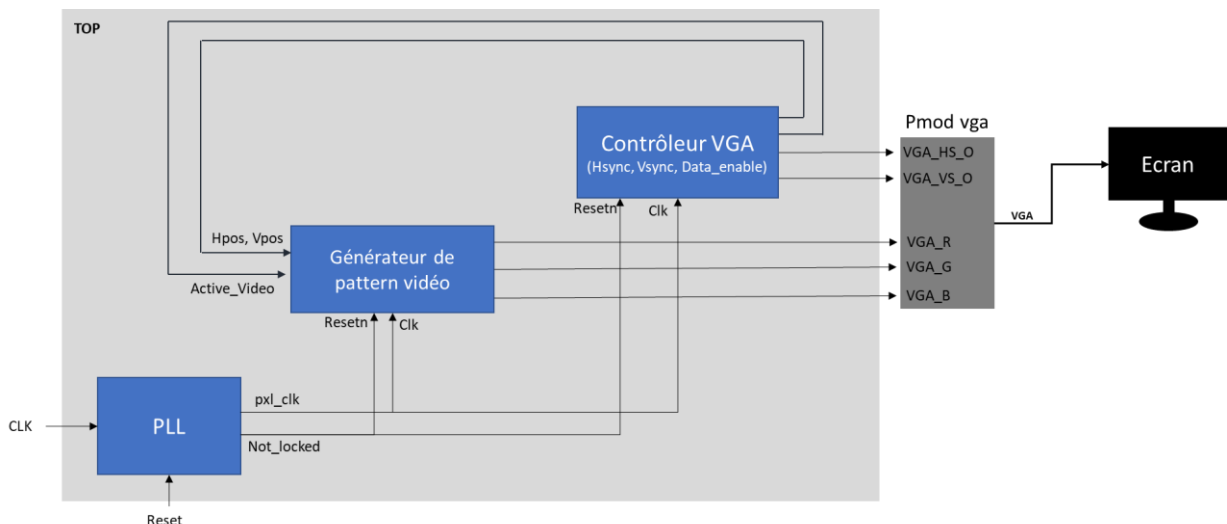 TOP
Contrôleur VGA
(Hsync, Vsync, Data_enable)
Resetn
Clk
Pmod vga
VGA_HS_O
VGA_VS_O
VGA_R
VGA_G
VGA_B
VGA
Ecran
Hpos, Vpos
Active_Video
Générateur de
pattern vidéo
Resetn
Clk
CLK
PLL
pxl_clk
Not_locked
Reset